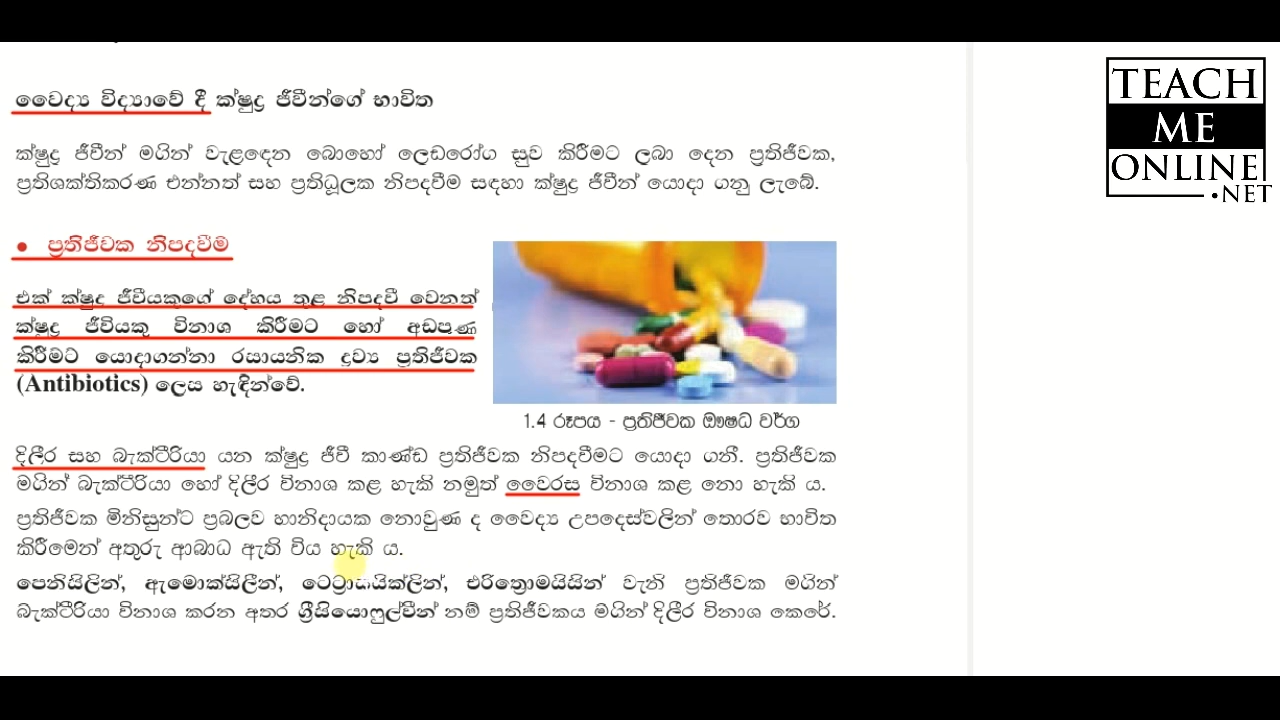 වෛද්‍ය විද්‍යාවේ දී ක්ෂුද්‍ර ජීවීන්ගේ භාවිත
ක්ෂුද්‍ර ජීවීන් මගින් වැළඳෙන බොහෝ ලෙඩරෝග සුව කිරීමට ලබා දෙන ප්‍රතිජීවක,
ප්‍රතිශක්තිකරණ එන්නත් සහ ප්‍රතිධූලක නිපදවීම සඳහා ක්ෂුද්‍ර ජීවීන් යොදා ගනු ලැබේ.
• ප්‍රතිජීවක නිපදවීම
එක් ක්ෂුද්‍ර ජීවියකුගේ දේහය තුළ නිපදවී වෙනත්
ක්ෂුද්‍ර ජීවියකු විනාශ කිරීමට හෝ අඩපණ
කිරීමට යොදාගන්නා රසායනික ද්‍රව්‍ය ප්‍රතිජීවක
(Antibiotics) ලෙස හැඳින්වේ.
1.4 රූපය - ප්‍රතිජීවක ඖෂධ වර්ග
දිලීර සහ බැක්ටීරියා යන ක්ෂුද්‍ර ජීවී කාණ්ඩ ප්‍රතිජීවක නිපදවීමට යොදා ගනී. ප්‍රතිජීවක
මගින් බැක්ටීරියා හෝ දිලීර විනාශ කළ හැකි නමුත් වෛරස විනාශ කළ නො හැකි ය.
ප්‍රතිජීවක මිනිසුන්ට ප්‍රබලව හානිදායක නොවුණ ද වෛද්‍ය උපදෙස්වලින් තොරව භාවිත
කිරීමෙන් අතුරු ආබාධ ඇති විය හැකි ය.
පෙනිසිලින්, ඇමොක්සිලීන්, ටෙට්‍රාසයික්ලින්, එරිත්‍රොමයිසින් වැනි ප්‍රතිජීවක මගින්
බැක්ටීරියා විනාශ කරන අතර ග්‍රීසියොෆුල්වීන් නම් ප්‍රතිජීවකය මගින් දිලීර විනාශ කෙරේ.
TEACH
ME
ONLINE
.NET